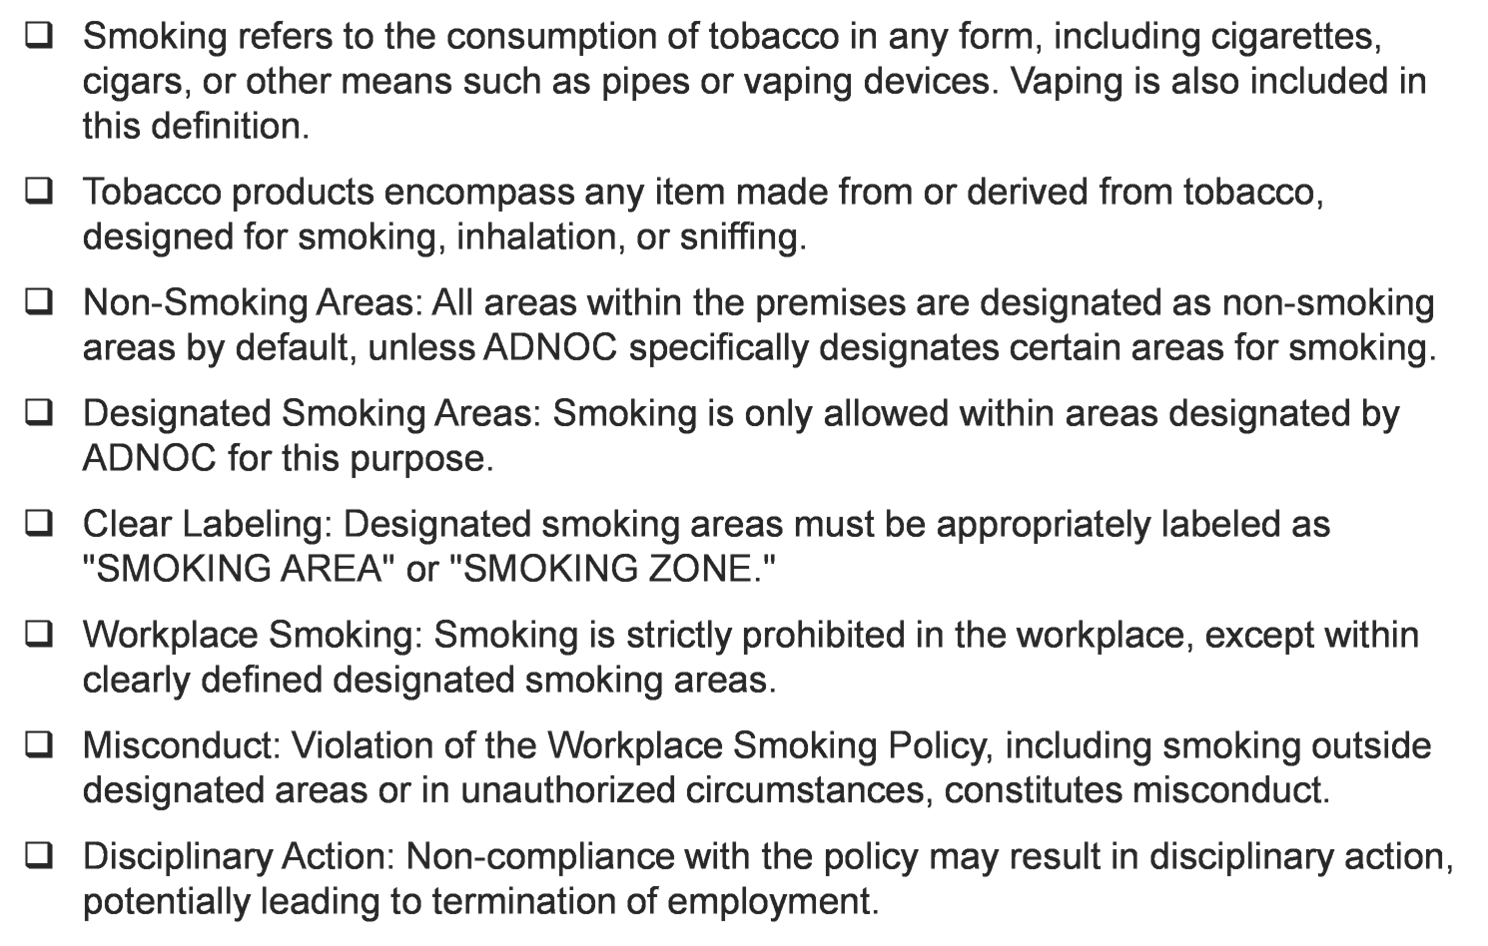 ❑ Smoking refers to the consumption of tobacco in any form, including cigarettes,
cigars, or other means such as pipes or vaping devices. Vaping is also included in
this definition.
❑ Tobacco products encompass any item made from or derived from tobacco,
designed for smoking, inhalation, or sniffing.
❑ Non-Smoking Areas: All areas within the premises are designated as non-smoking
areas by default, unless ADNOC specifically designates certain areas for smoking.
❑ Designated Smoking Areas: Smoking is only allowed within areas designated by
ADNOC for this purpose.
❑ Clear Labeling: Designated smoking areas must be appropriately labeled as
"SMOKING AREA" or "SMOKING ZONE."
❑ Workplace Smoking: Smoking is strictly prohibited in the workplace, except within
clearly defined designated smoking areas.
❑ Misconduct: Violation of the Workplace Smoking Policy, including smoking outside
designated areas or in unauthorized circumstances, constitutes misconduct.
❑ Disciplinary Action: Non-compliance with the policy may result in disciplinary action,
potentially leading to termination of employment.